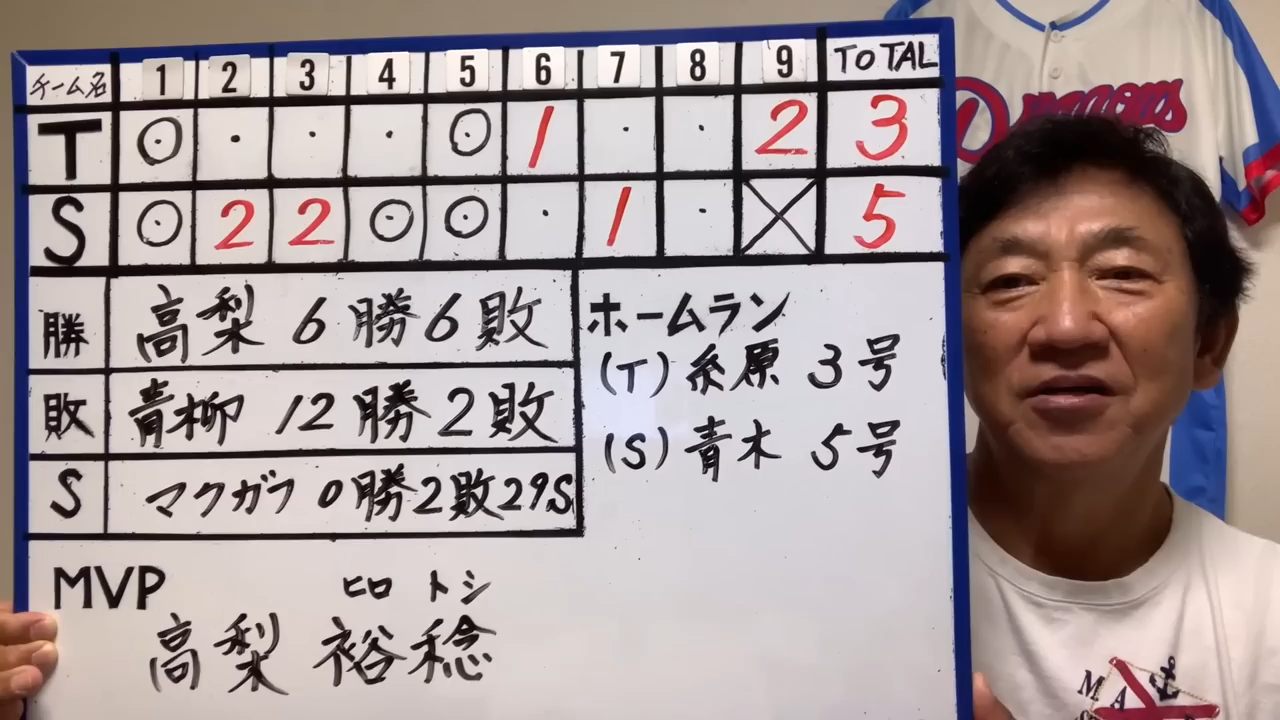 チーム名 1 2 3 4 5 6 7 8 9 TOTAL
T 0 ・ ・ ・ 0 1 ・ ・ 2 3
S 0 2 2 0 0 ・ 1 ・ X 5
勝 高梨 6勝6敗
敗 青柳 12勝2敗
S マクガフ 0勝2敗29S
ホームラン
(T) 糸原 3号
(S) 青木 5号
MVP
ヒロ トシ
高梨 裕稔
Dragons
M A